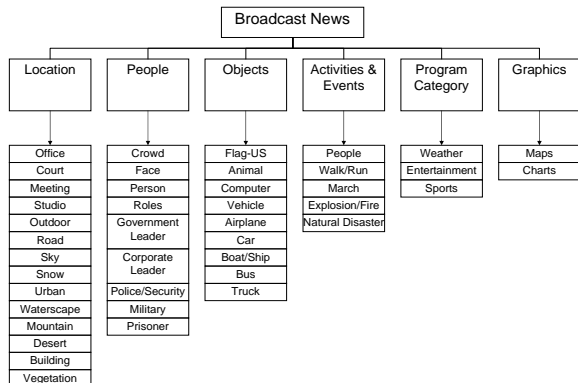 Broadcast News
Location
People
Objects
Activities &
Events
Program
Category
Graphics
Office
Court
Meeting
Studio
Outdoor
Road
Sky
Snow
Urban
Waterscape
Mountain
Desert
Building
Vegetation
Crowd
Face
Person
Roles
Government
Leader
Corporate
Leader
Police/Security
Military
Prisoner
Flag-US
Animal
Computer
Vehicle
Airplane
Car
Boat/Ship
Bus
Truck
People
Walk/Run
March
Explosion/Fire
Natural Disaster
Weather
Entertainment
Sports
Maps
Charts